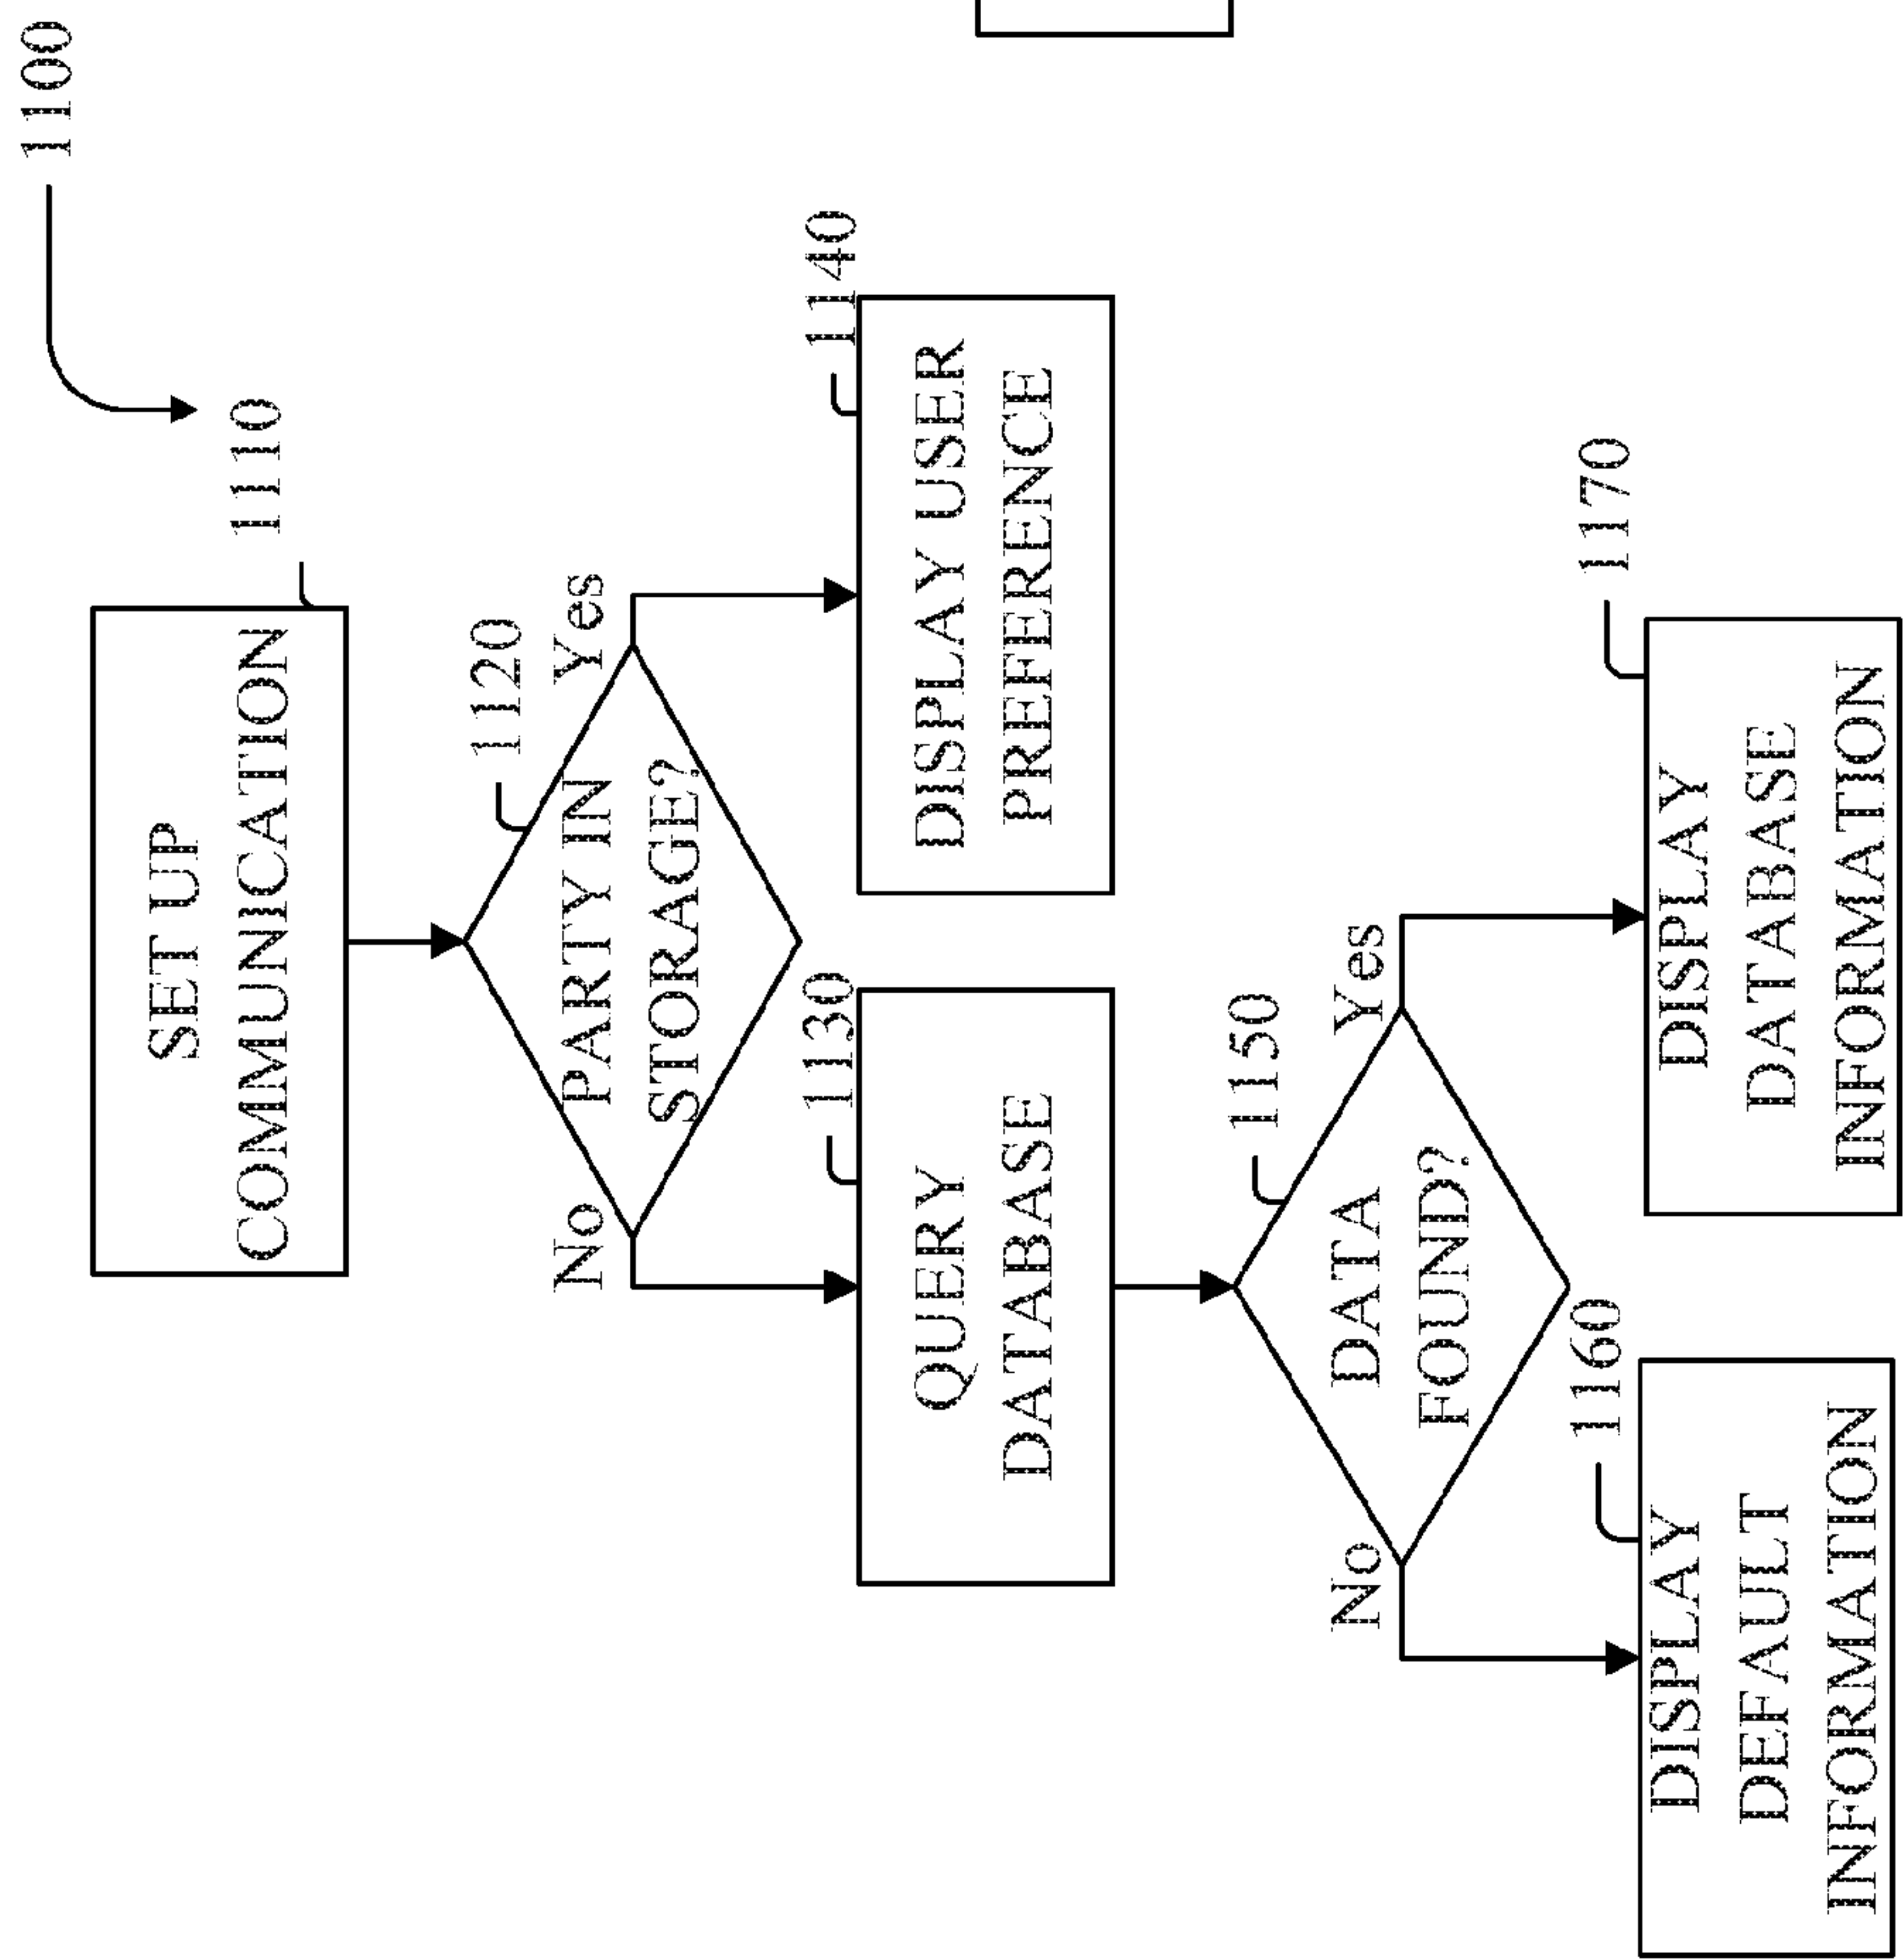 1100
1110
SET UP
COMMUNICATION
1120
PARTY IN
STORAGE?
No
Yes
1130
QUERY
DATABASE
1140
DISPLAY USER
PREFERENCE
1150
DATA
FOUND?
No
Yes
1160
DISPLAY
DEFAULT
INFORMATION
1170
DISPLAY
DATABASE
INFORMATION